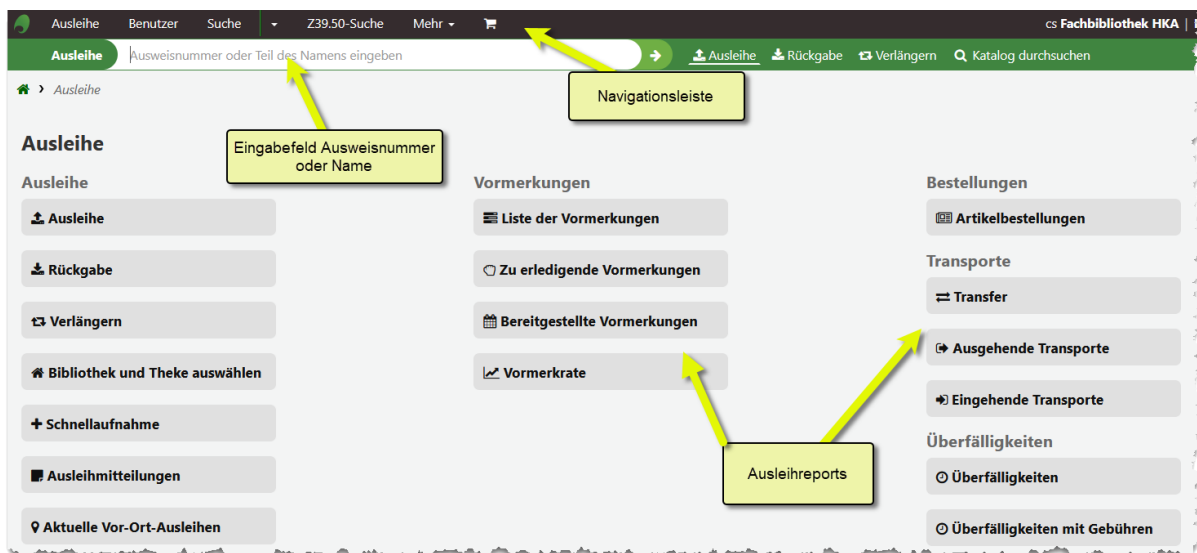 Ausleihe Benutzer Suche Z39.50-Suche Mehr cs Fachbibliothek HKA |
Ausleihe Ausweisnummer oder Teil des Namens eingeben Ausleihe Rückgabe Verlängern Katalog durchsuchen
Ausleihe
Navigationsleiste
Eingabefeld Ausweisnummer
oder Name
Ausleihe
Ausleihe
Ausleihe
Rückgabe
Verlängern
Bibliothek und Theke auswählen
Schnellaufnahme
Ausleihmitteilungen
Aktuelle Vor-Ort-Ausleihen
Vormerkungen
Liste der Vormerkungen
Zu erledigende Vormerkungen
Bereitgestellte Vormerkungen
Vormerkrate
Ausleihreports
Bestellungen
Artikelbestellungen
Transporte
Transfer
Ausgehende Transporte
Eingehende Transporte
Überfälligkeiten
Überfälligkeiten
Überfälligkeiten mit Gebühren